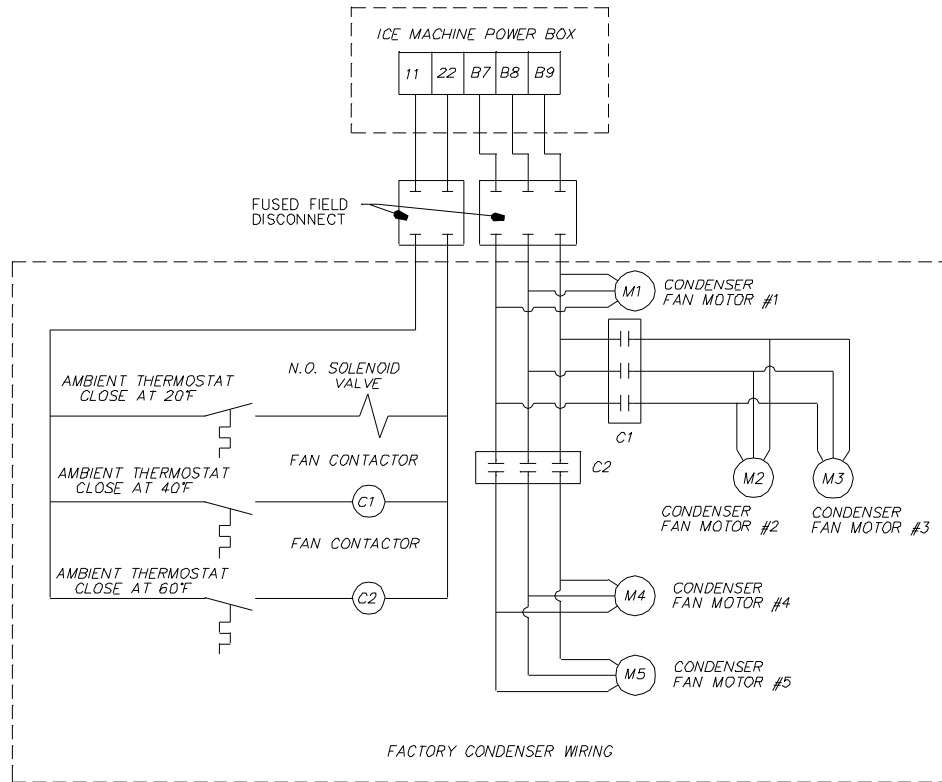 ICE MACHINE POWER BOX
11 22 B7 B8 B9
FUSED FIELD
DISCONNECT
M1
CONDENSER
FAN MOTOR #1
N.O. SOLENOID
VALVE
AMBIENT THERMOSTAT
CLOSE AT 20°F
C1
FAN CONTACTOR
C2
AMBIENT THERMOSTAT
CLOSE AT 40°F
C1
M2
M3
CONDENSER
FAN MOTOR #2
CONDENSER
FAN MOTOR #3
FAN CONTACTOR
AMBIENT THERMOSTAT
CLOSE AT 60°F
C2
M4
CONDENSER
FAN MOTOR #4
M5
CONDENSER
FAN MOTOR #5
FACTORY CONDENSER WIRING